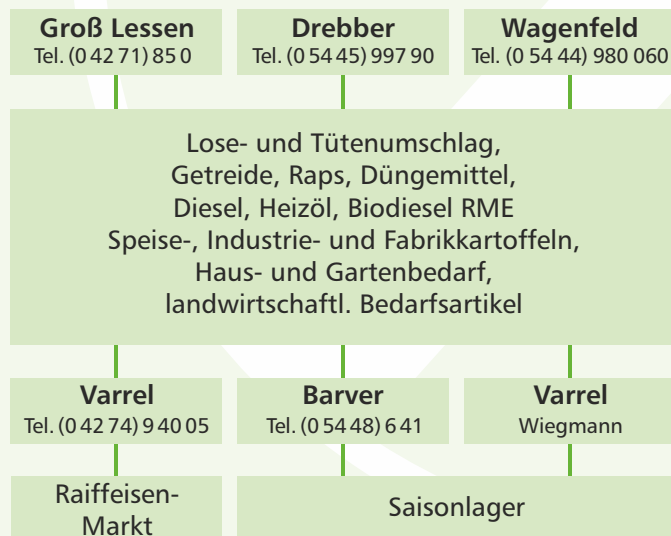 Groß Lessen
Tel. (0 42 71) 85 0
Drebber
Tel. (0 54 45) 997 90
Wagenfeld
Tel. (0 54 44) 980 060
Lose- und Tütenumschlag,
Getreide, Raps, Düngemittel,
Diesel, Heizöl, Biodiesel RME
Speise-, Industrie- und Fabrikkartoffeln,
Haus- und Gartenbedarf,
landwirtschaftl. Bedarfsartikel
Varrel
Tel. (0 42 74) 9 40 05
Barver
Tel. (0 54 48) 6 41
Varrel
Wiegmann
Raiffeisen-
Markt
Saisonlager